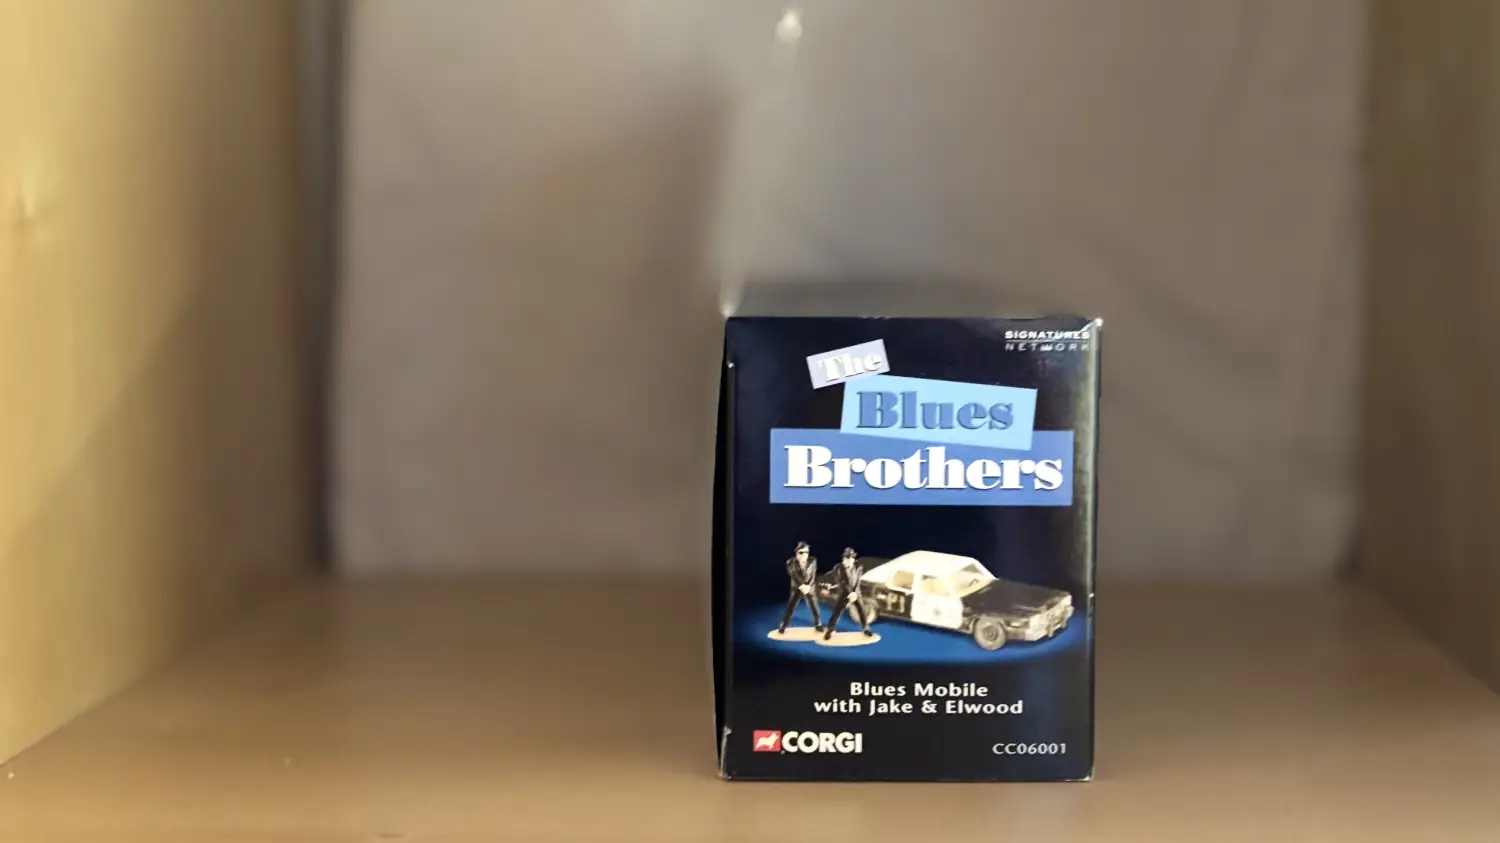 SIGNATURES
NETWORK
The
Blues
Brothers
Blues Mobile
with Jake & Elwood
CORGI
CC06001